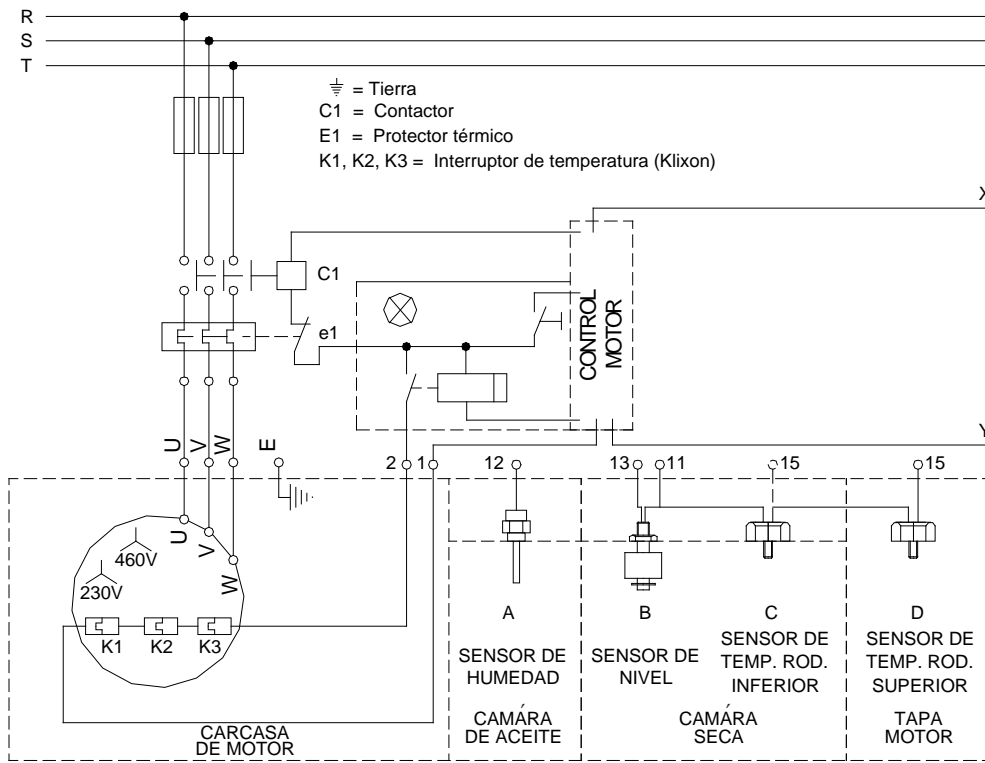 R
S
T
= Tierra
C1 = Contactor
E1 = Protector térmico
K1, K2, K3 = Interruptor de temperatura (Klixon)
X
C1
e1
CONTROL
MOTOR
Y
U
V
W
E
2
1
12
13
11
15
15
U
V
W
460V
230V
K1
K2
K3
A
B
C
D
SENSOR DE
HUMEDAD
SENSOR DE
NIVEL
SENSOR DE
TEMP. ROD.
INFERIOR
SENSOR DE
TEMP. ROD.
SUPERIOR
CARCASA
DE MOTOR
CAMÁRA
DE ACEITE
CAMÁRA
SECA
TAPA
MOTOR